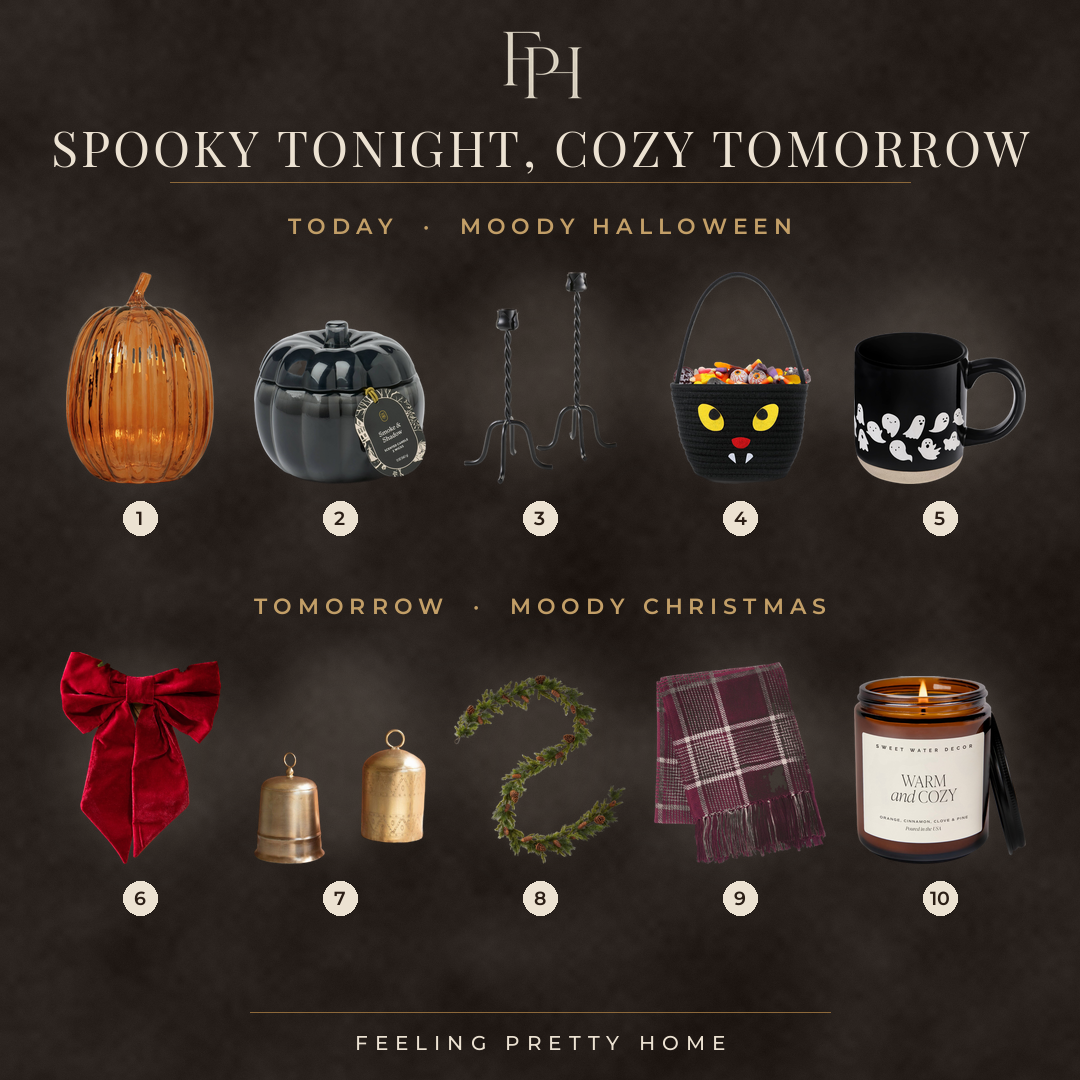 FPH
SPOOKY TONIGHT, COZY TOMORROW
TODAY · MOODY HALLOWEEN
Smoke &
Shadow
1
2
3
4
5
TOMORROW · MOODY CHRISTMAS
SWEET WATER DECOR
WARM
and COZY
ORANGE, CINNAMON, CLOVE & PINE
Poured in the USA
6
7
8
9
10
FEELING PRETTY HOME